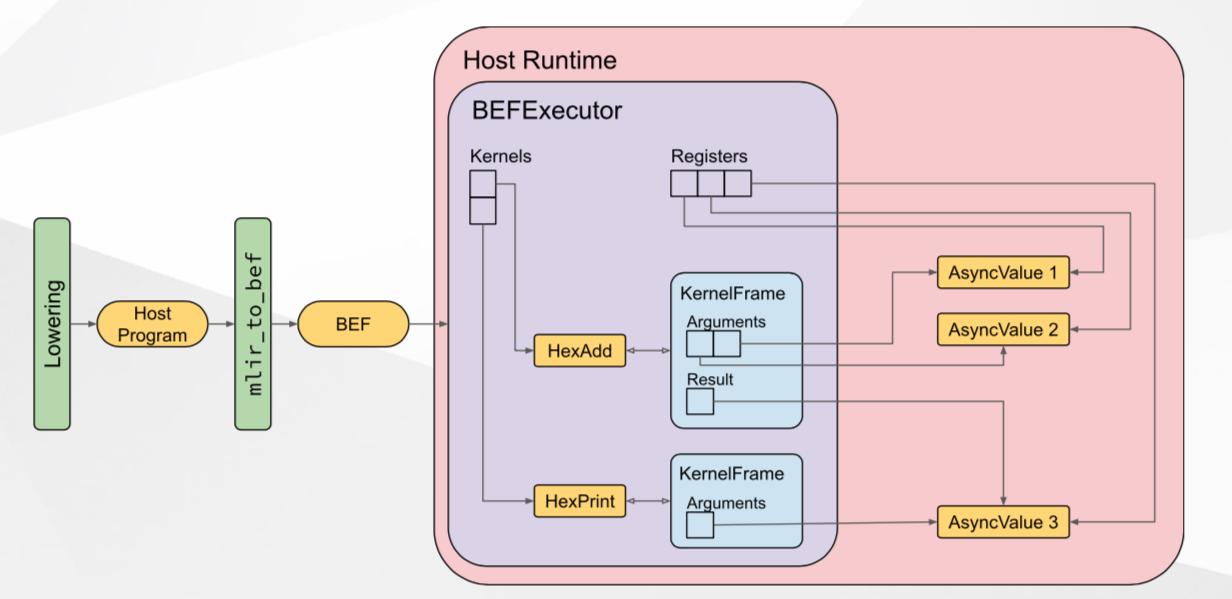 Host Runtime
BEFExecutor
Kernels
Registers
Lowering
Host
Program
mlir_to_bef
BEF
HexAdd
KernelFrame
Arguments
Result
AsyncValue 1
AsyncValue 2
HexPrint
KernelFrame
Arguments
AsyncValue 3